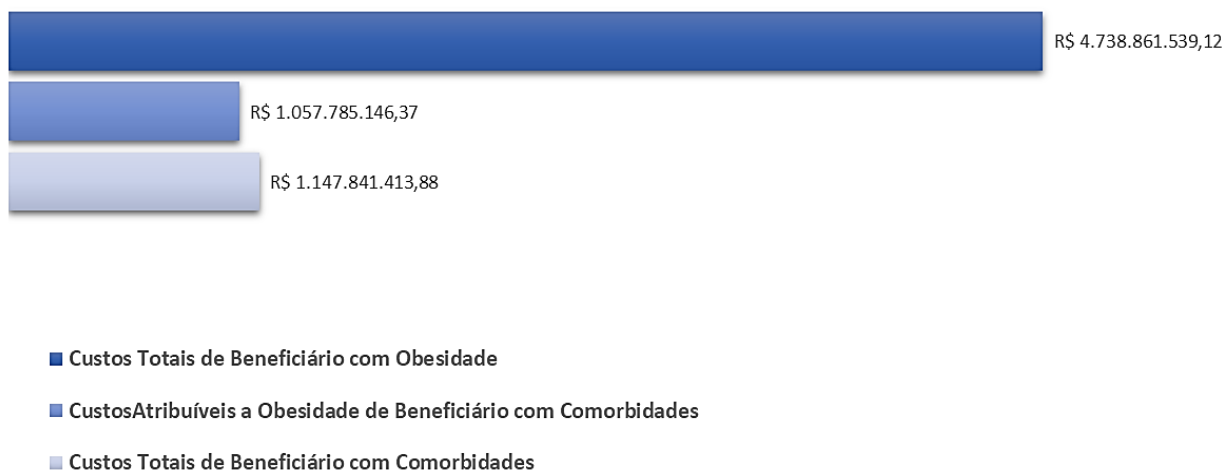 R$ 4.738.861.539,12
R$ 1.057.785.146,37
R$ 1.147.841.413,88
Custos Totais de Beneficiário com Obesidade
CustosAtribuíveis a Obesidade de Beneficiário com Comorbidades
Custos Totais de Beneficiário com Comorbidades